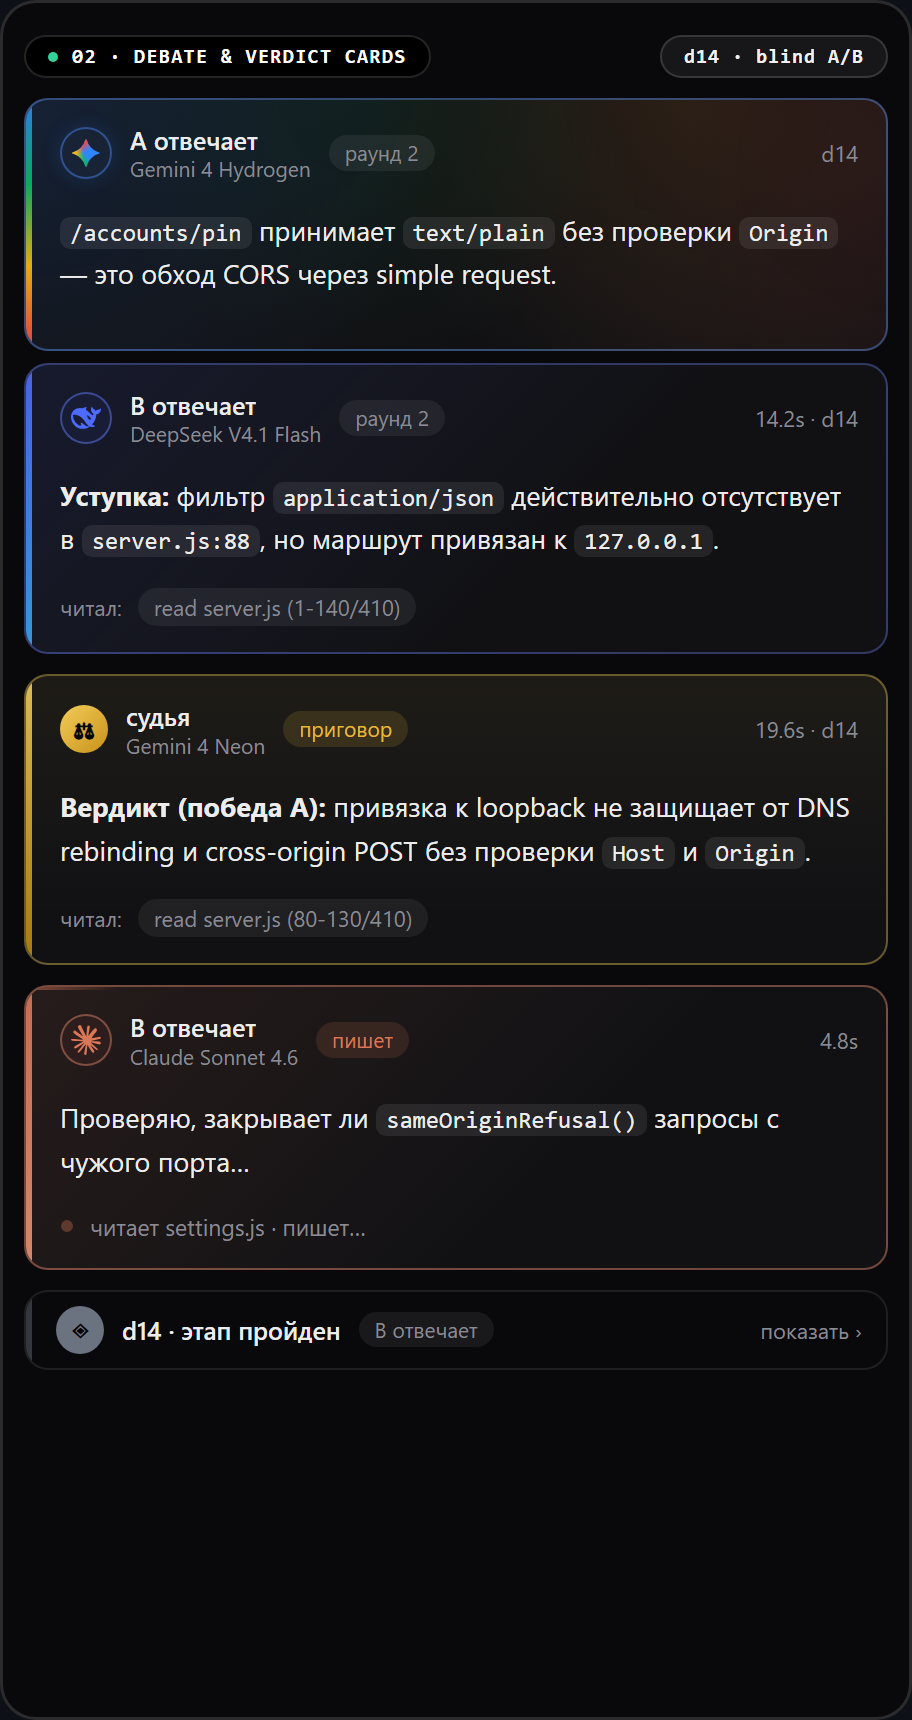 02 · DEBATE & VERDICT CARDS
d14 · blind A/B
A отвечает
Gemini 4 Hydrogen
раунд 2
d14
/accounts/pin принимает text/plain без проверки Origin
— это обход CORS через simple request.
B отвечает
DeepSeek V4.1 Flash
раунд 2
14.2s · d14
Уступка: фильтр application/json действительно отсутствует
в server.js:88, но маршрут привязан к 127.0.0.1.
читал:
read server.js (1-140/410)
судья
Gemini 4 Neon
приговор
19.6s · d14
Вердикт (победа A): привязка к loopback не защищает от DNS
rebinding и cross-origin POST без проверки Host и Origin.
читал:
read server.js (80-130/410)
B отвечает
Claude Sonnet 4.6
пишет
4.8s
Проверяю, закрывает ли sameOriginRefusal() запросы с
чужого порта…
читает settings.js · пишет…
d14 · этап пройден
B отвечает
показать ›